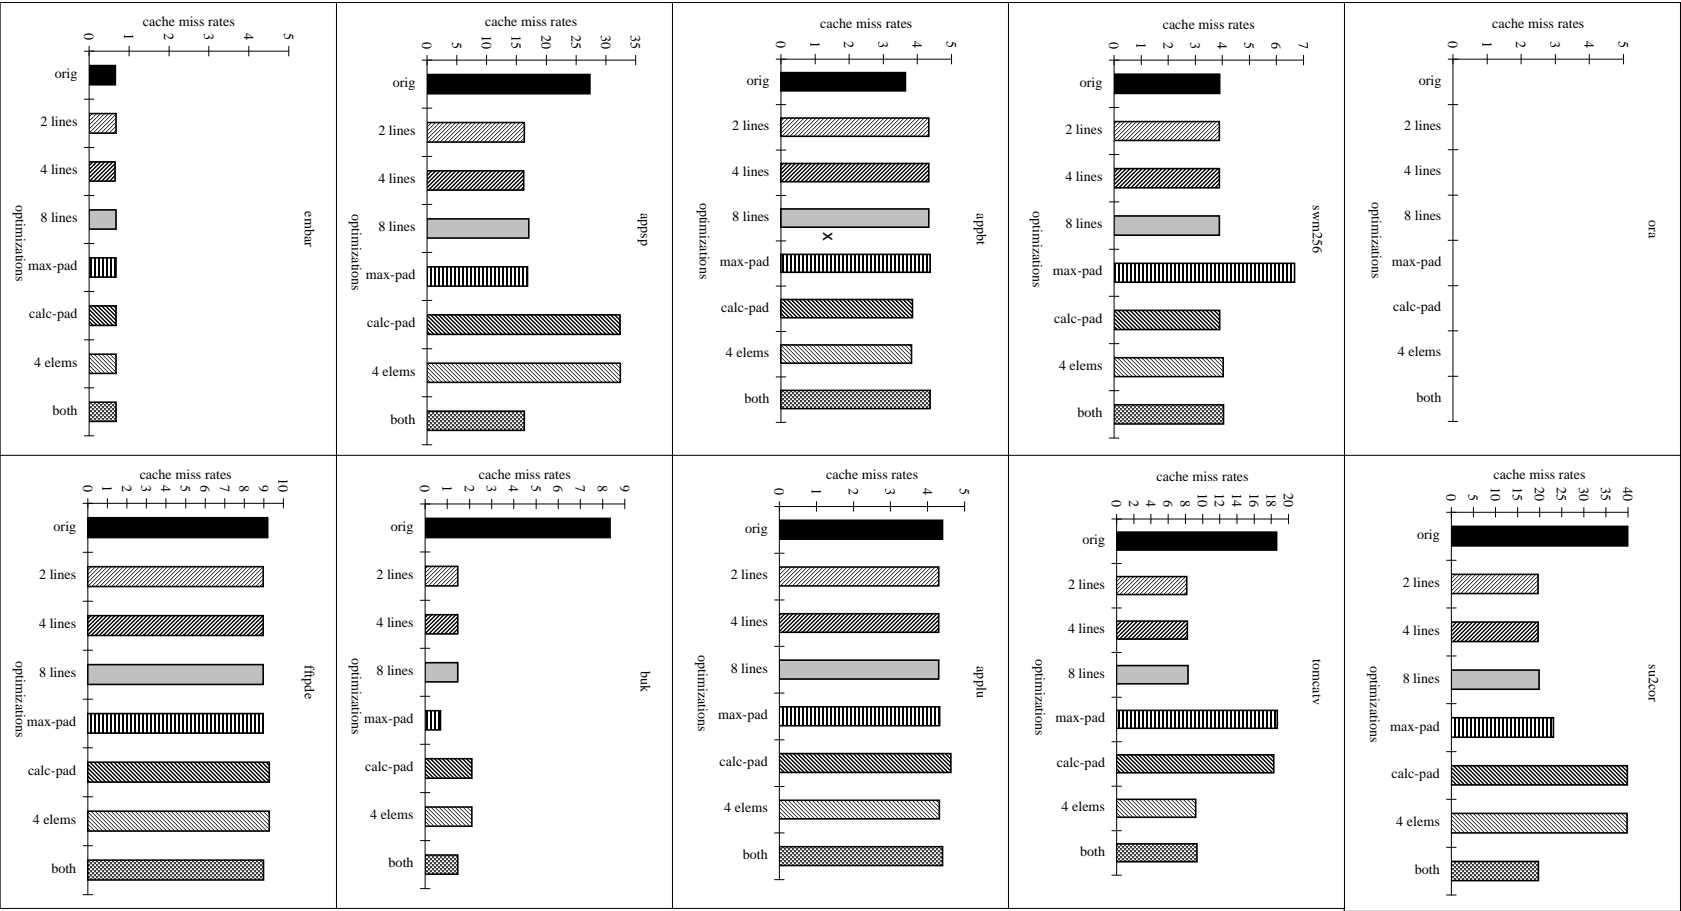 cache miss rates
0 1 2 3 4 5
orig
2 lines
4 lines
8 lines
max-pad
calc-pad
4 elems
both
optimizations
embar
cache miss rates
0 5 10 15 20 25 30 35
orig
2 lines
4 lines
8 lines
max-pad
calc-pad
4 elems
both
optimizations
appsp
cache miss rates
0 1 2 3 4 5
orig
2 lines
4 lines
8 lines
max-pad
calc-pad
4 elems
both
x
optimizations
appbt
cache miss rates
0 1 2 3 4 5 6 7
orig
2 lines
4 lines
8 lines
max-pad
calc-pad
4 elems
both
optimizations
swm256
cache miss rates
0 1 2 3 4 5
orig
2 lines
4 lines
8 lines
max-pad
calc-pad
4 elems
both
optimizations
ora
cache miss rates
0 1 2 3 4 5 6 7 8 9 10
orig
2 lines
4 lines
8 lines
max-pad
calc-pad
4 elems
both
optimizations
fftpde
cache miss rates
0 1 2 3 4 5 6 7 8 9
orig
2 lines
4 lines
8 lines
max-pad
calc-pad
4 elems
both
optimizations
buk
cache miss rates
0 1 2 3 4 5
orig
2 lines
4 lines
8 lines
max-pad
calc-pad
4 elems
both
optimizations
applu
cache miss rates
0 2 4 6 8 10 12 14 16 18 20
orig
2 lines
4 lines
8 lines
max-pad
calc-pad
4 elems
both
optimizations
tomcatv
cache miss rates
0 5 10 15 20 25 30 35 40
orig
2 lines
4 lines
8 lines
max-pad
calc-pad
4 elems
both
optimizations
su2cor